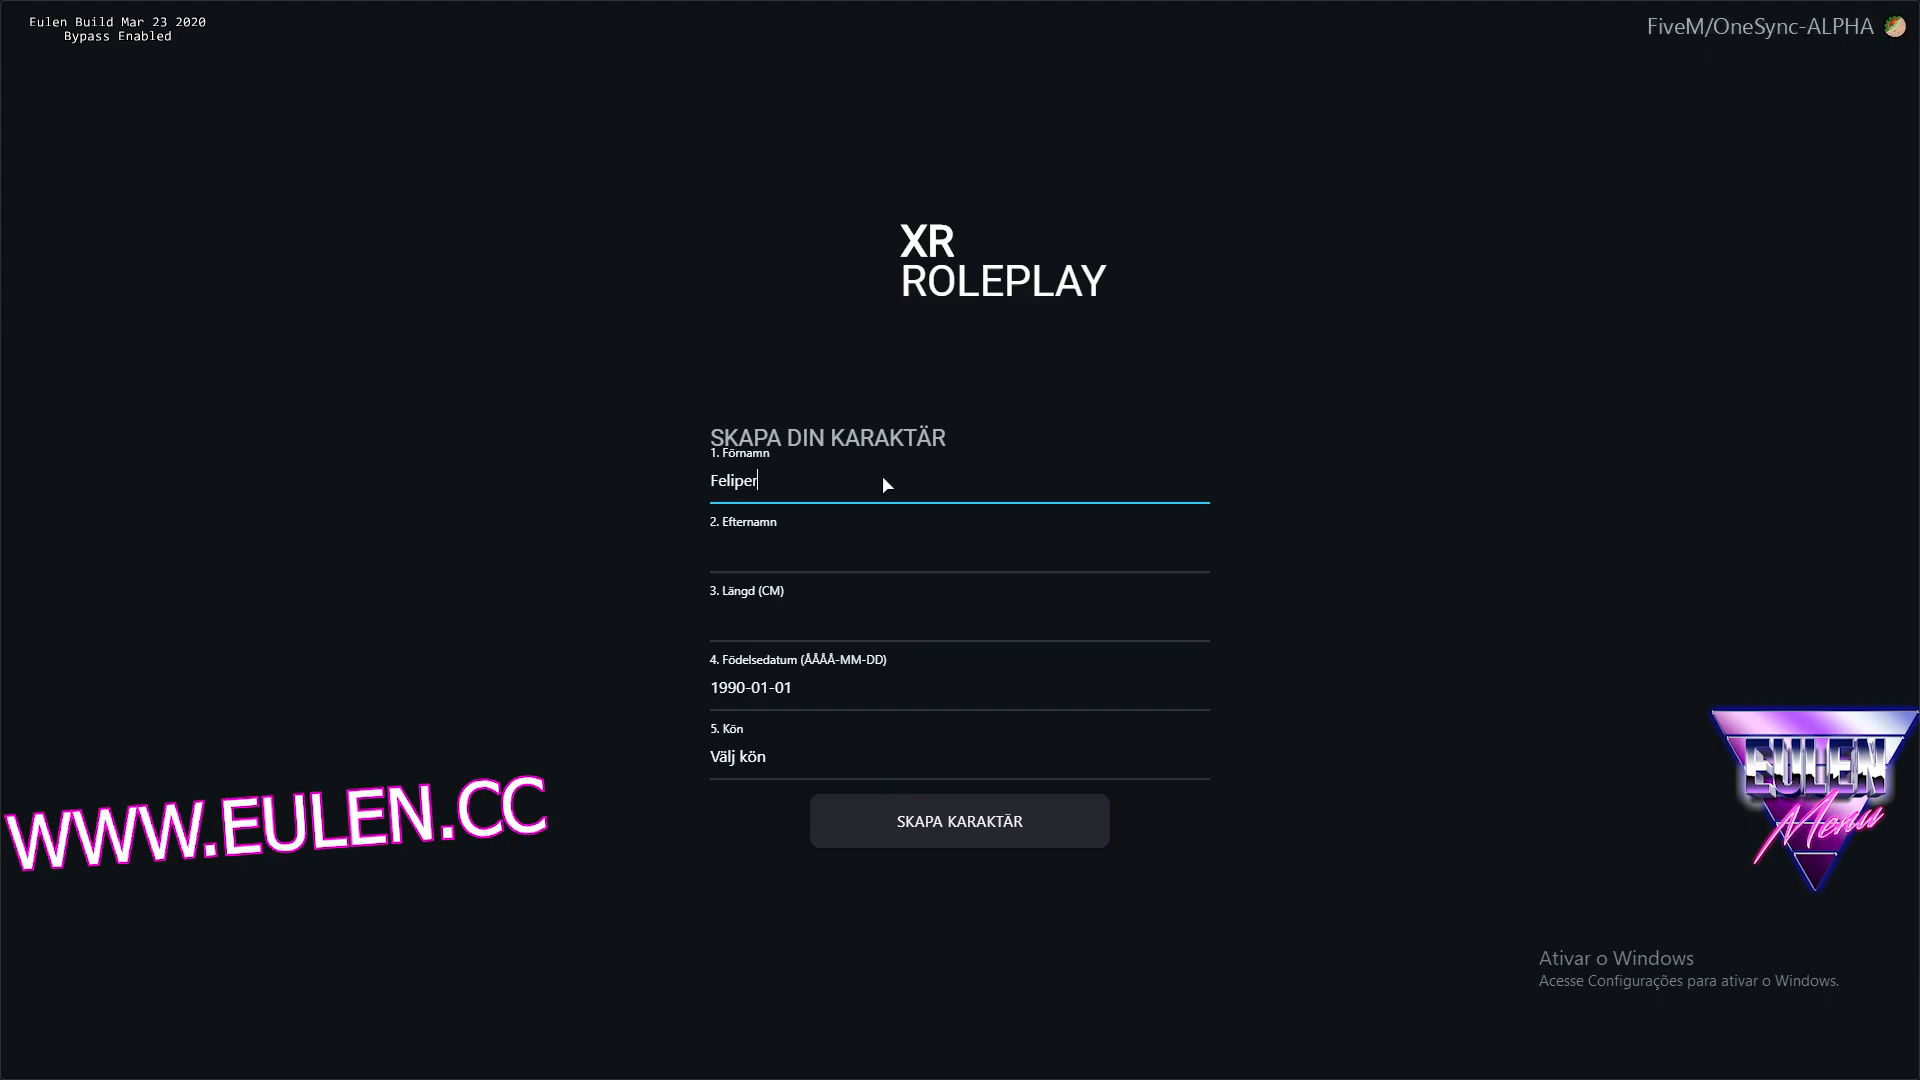 Eulen Build Mar 23 2020
Bypass Enabled
FiveM/OneSync-ALPHA
XR
ROLEPLAY
SKAPA DIN KARAKTÄR
1. Förnamn
Feliper
2. Efternamn
3. Längd (CM)
4. Födelsedatum (ÅÅÅÅ-MM-DD)
1990-01-01
5. Kön
Välj kön
SKAPA KARAKTÄR
WWW.EULEN.CC
EULEN
Menu
Ativar o Windows
Acesse Configurações para ativar o Windows.